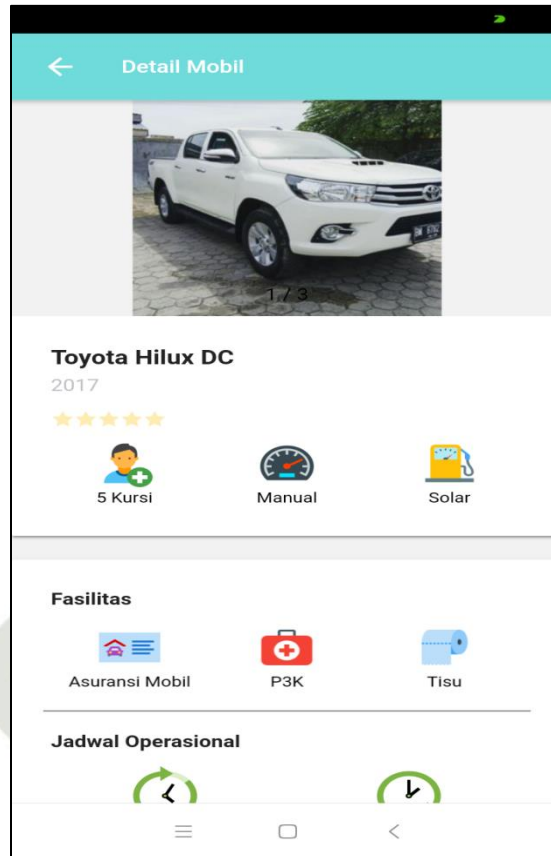 Detail Mobil
1 / 3
Toyota Hilux DC
2017
5 Kursi
Manual
Solar
Fasilitas
Asuransi Mobil
P3K
Tisu
Jadwal Operasional